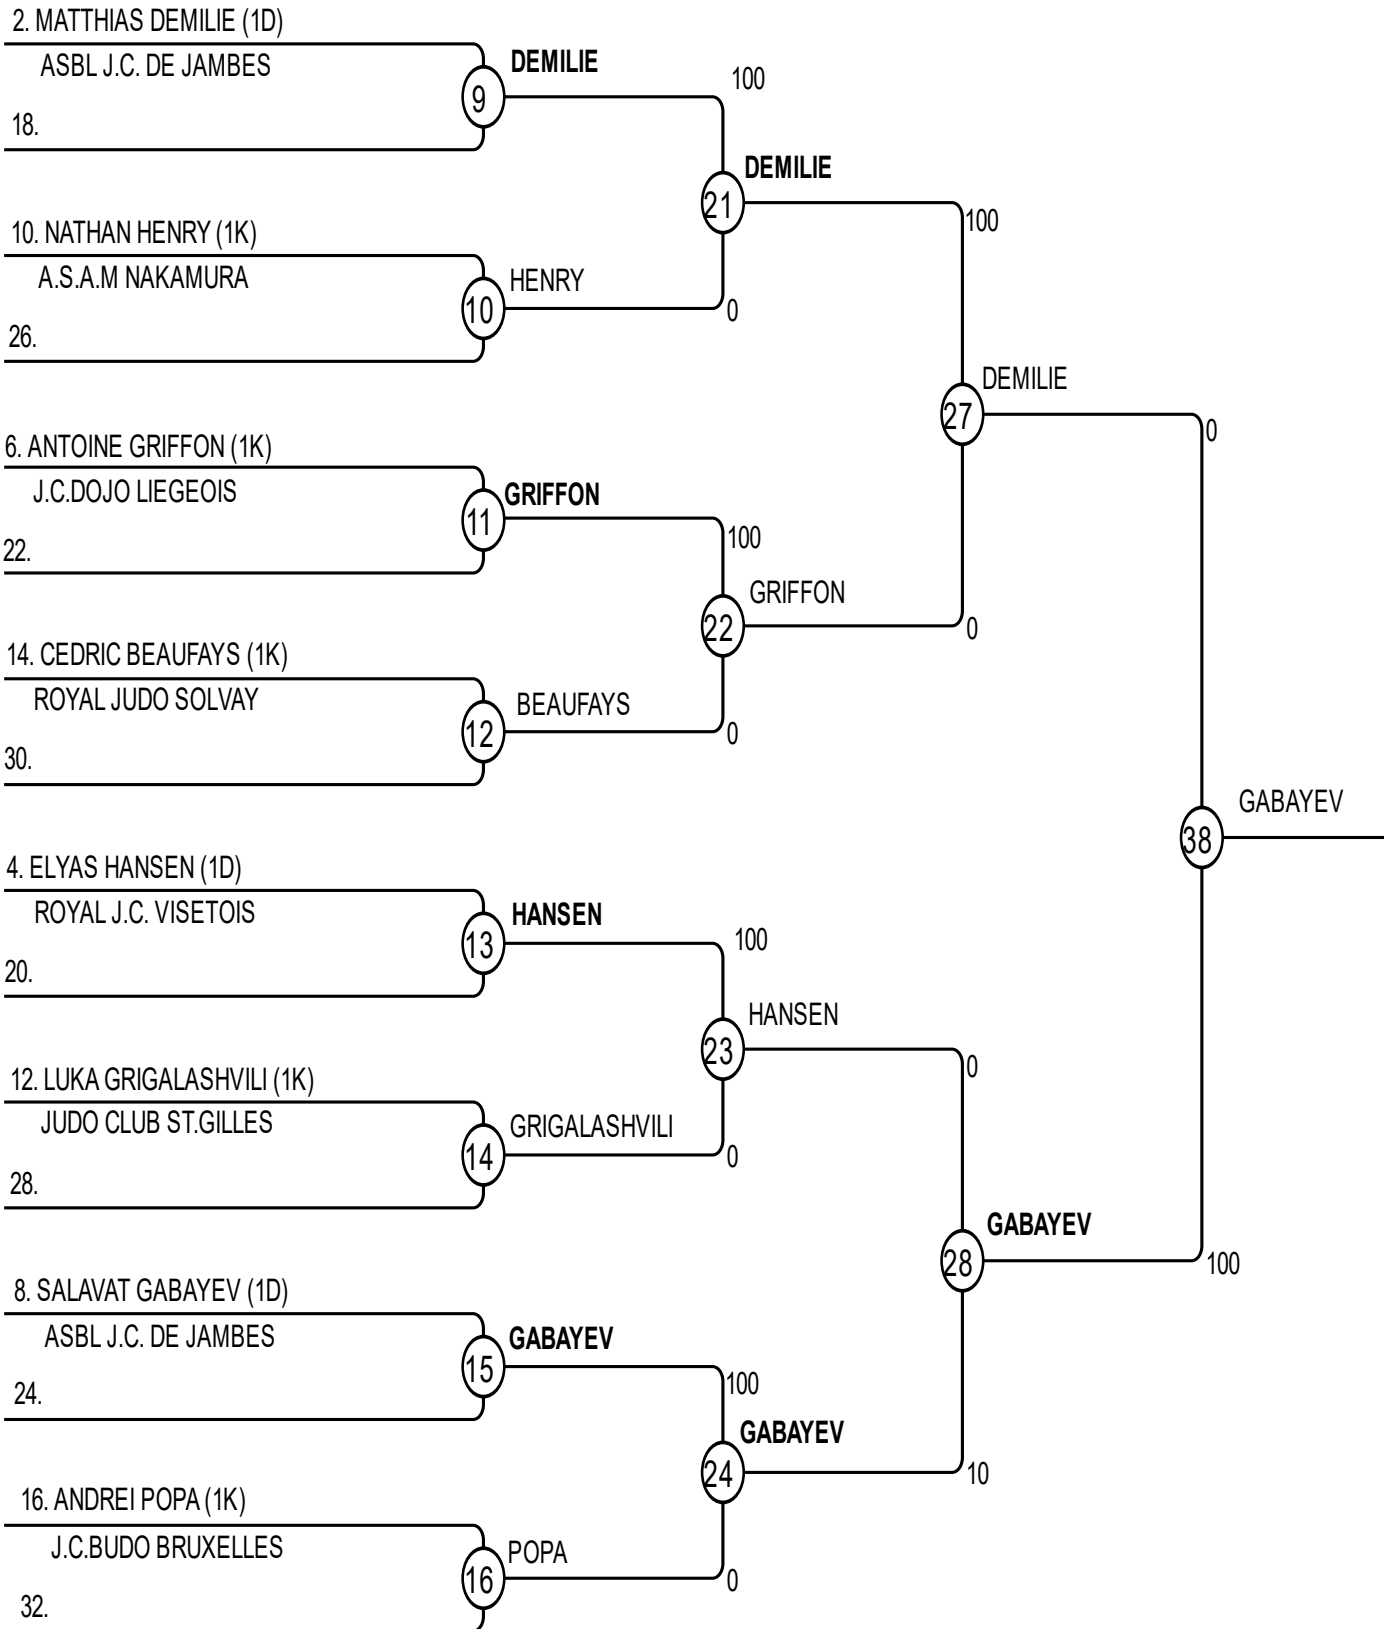 2. MATTHIAS DEMILIE (1D)
ASBL J.C. DE JAMBES
18.
9
DEMILIE
100
21
DEMILIE
100
10. NATHAN HENRY (1K)
A.S.A.M NAKAMURA
26.
10
HENRY
0
27
DEMILIE
0
6. ANTOINE GRIFFON (1K)
J.C.DOJO LIEGEOIS
22.
11
GRIFFON
100
22
GRIFFON
0
14. CEDRIC BEAUFAYS (1K)
ROYAL JUDO SOLVAY
30.
12
BEAUFAYS
0
38
GABAYEV
4. ELYAS HANSEN (1D)
ROYAL J.C. VISETOIS
20.
13
HANSEN
100
23
HANSEN
0
12. LUKA GRIGALASHVILI (1K)
JUDO CLUB ST.GILLES
28.
14
GRIGALASHVILI
0
28
GABAYEV
100
8. SALAVAT GABAYEV (1D)
ASBL J.C. DE JAMBES
24.
15
GABAYEV
100
24
GABAYEV
10
16. ANDREI POPA (1K)
J.C.BUDO BRUXELLES
32.
16
POPA
0